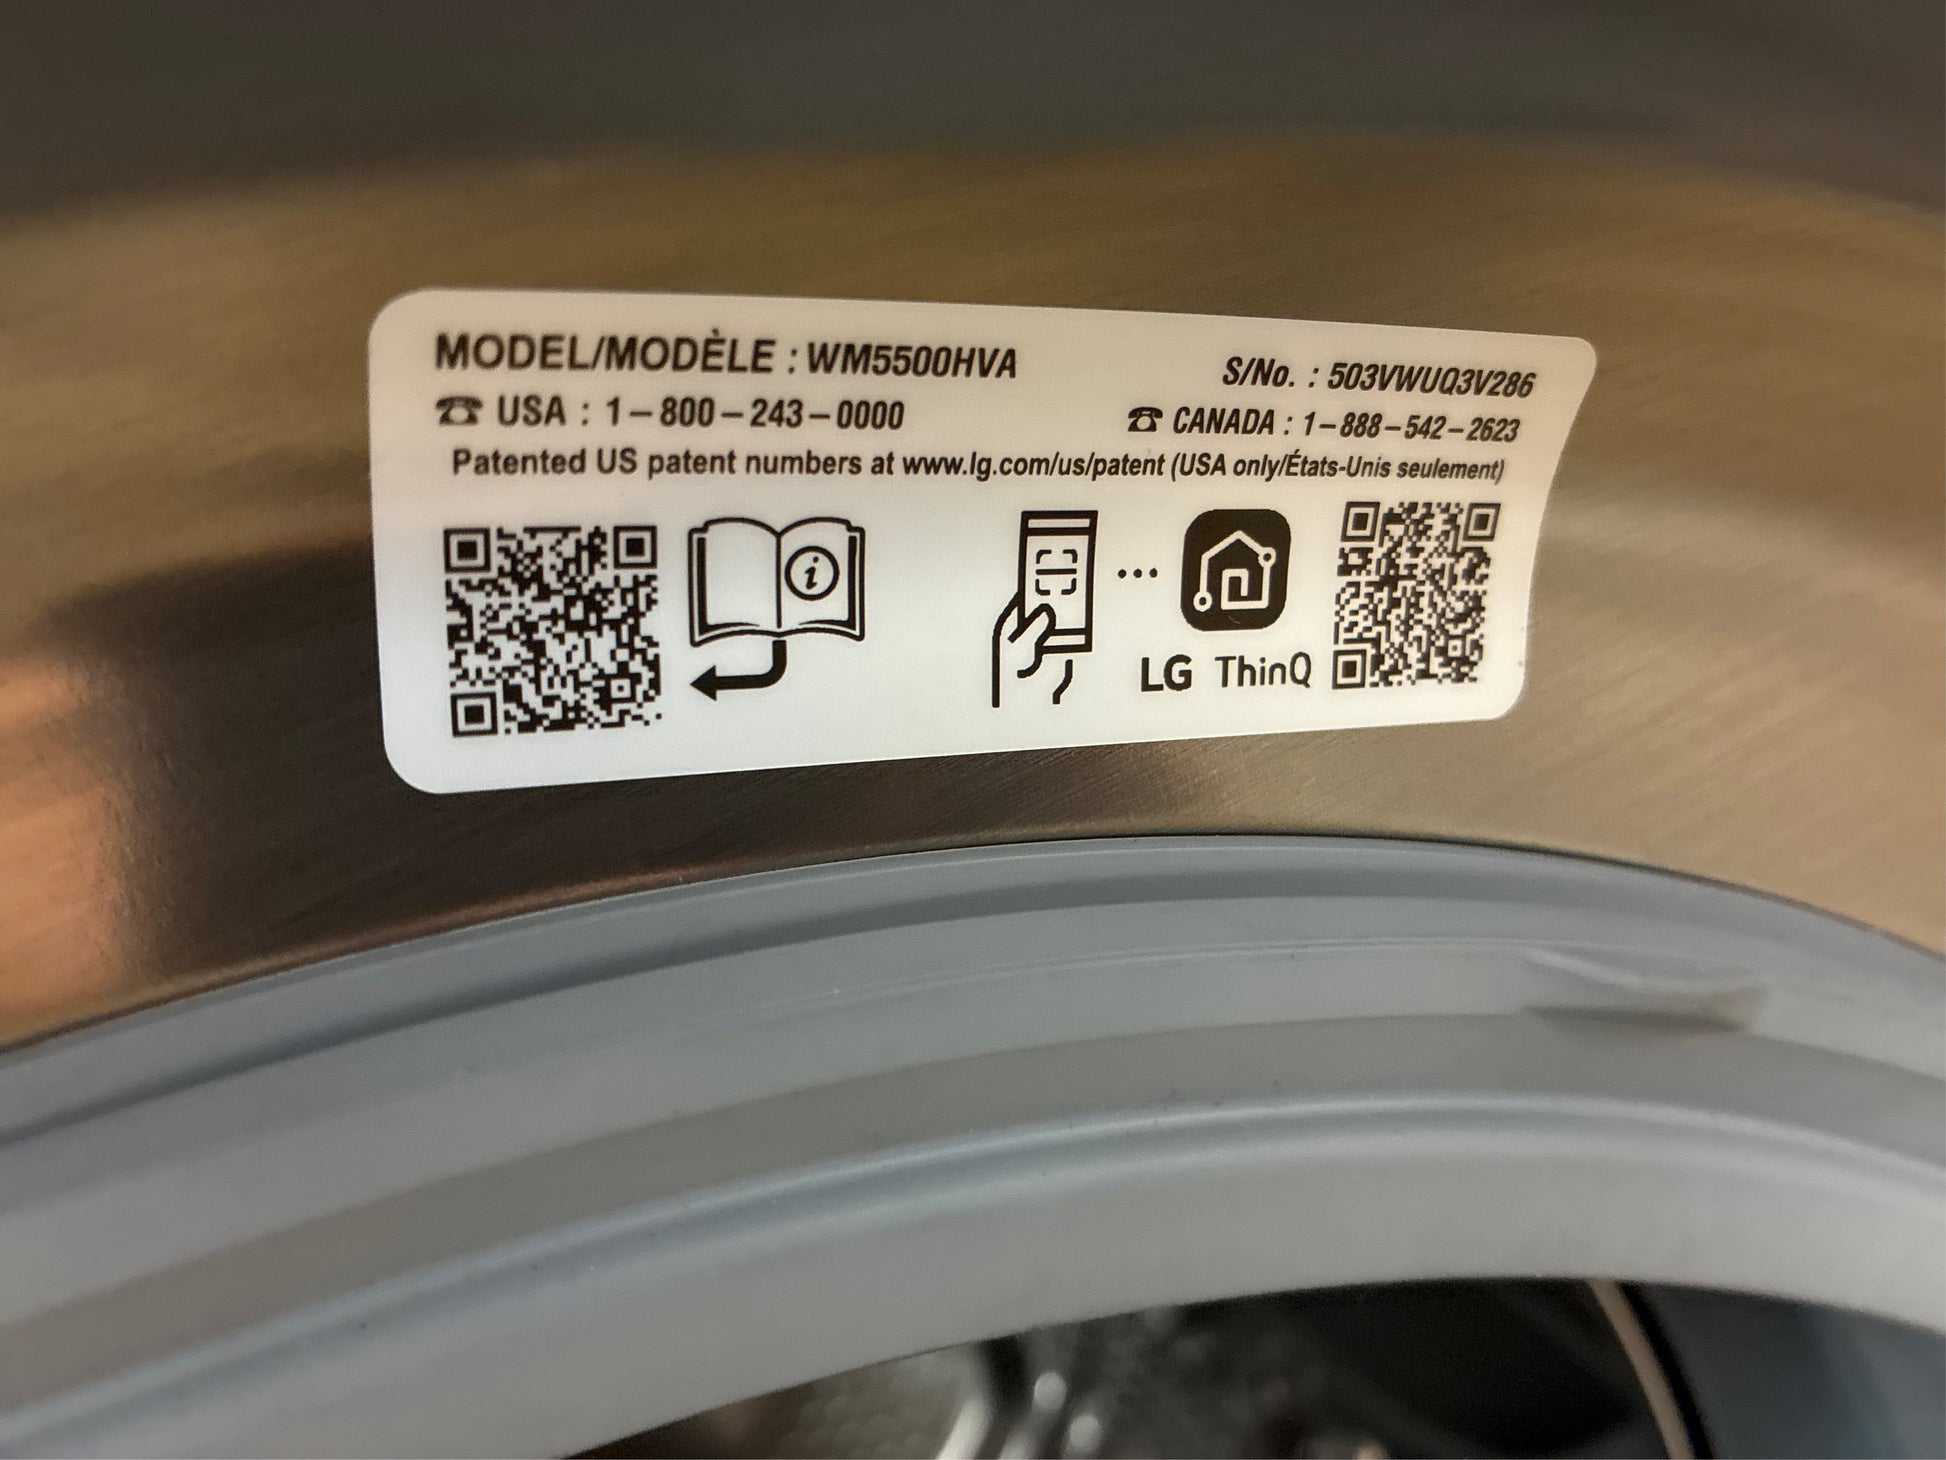 MODEL/MODÈLE : WM5500HVA
S/No. : 503VWUQ3V286
☎ USA : 1-800-243-0000
☎ CANADA : 1-888-542-2623
Patented US patent numbers at www.lg.com/us/patent (USA only/États-Unis seulement)
i
LG ThinQ